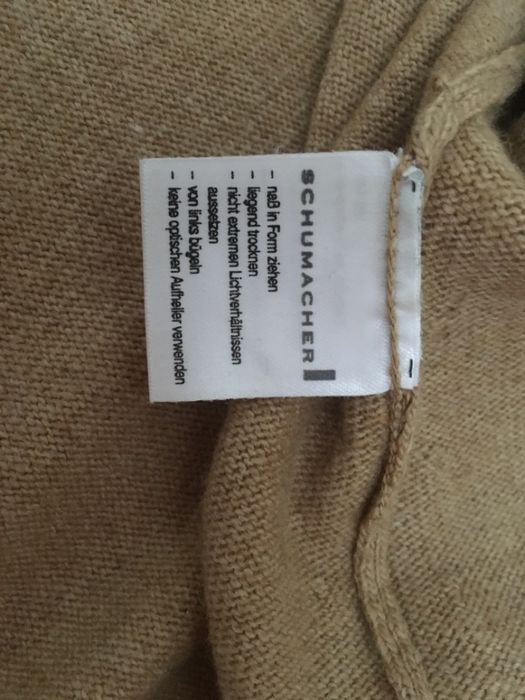 SCHUMACHER
- naß in Form ziehen
- liegend trocknen
- nicht extremen Lichtverhältnissen
aussetzen
- von links bügeln
- keine optischen Aufheller verwenden